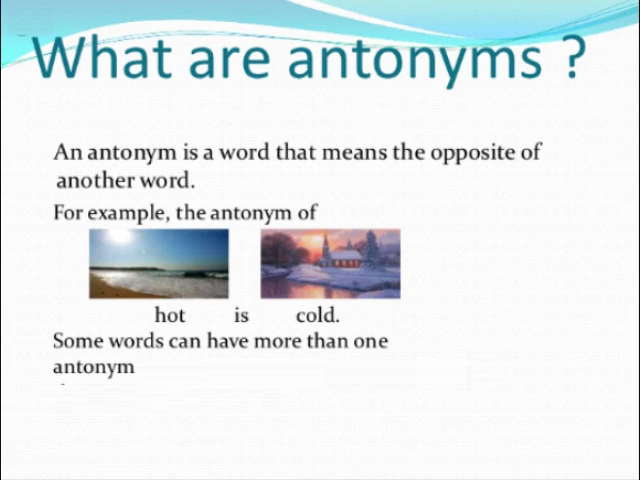 What are antonyms ?
An antonym is a word that means the opposite of
another word.
For example, the antonym of
hot is cold.
Some words can have more than one
antonym